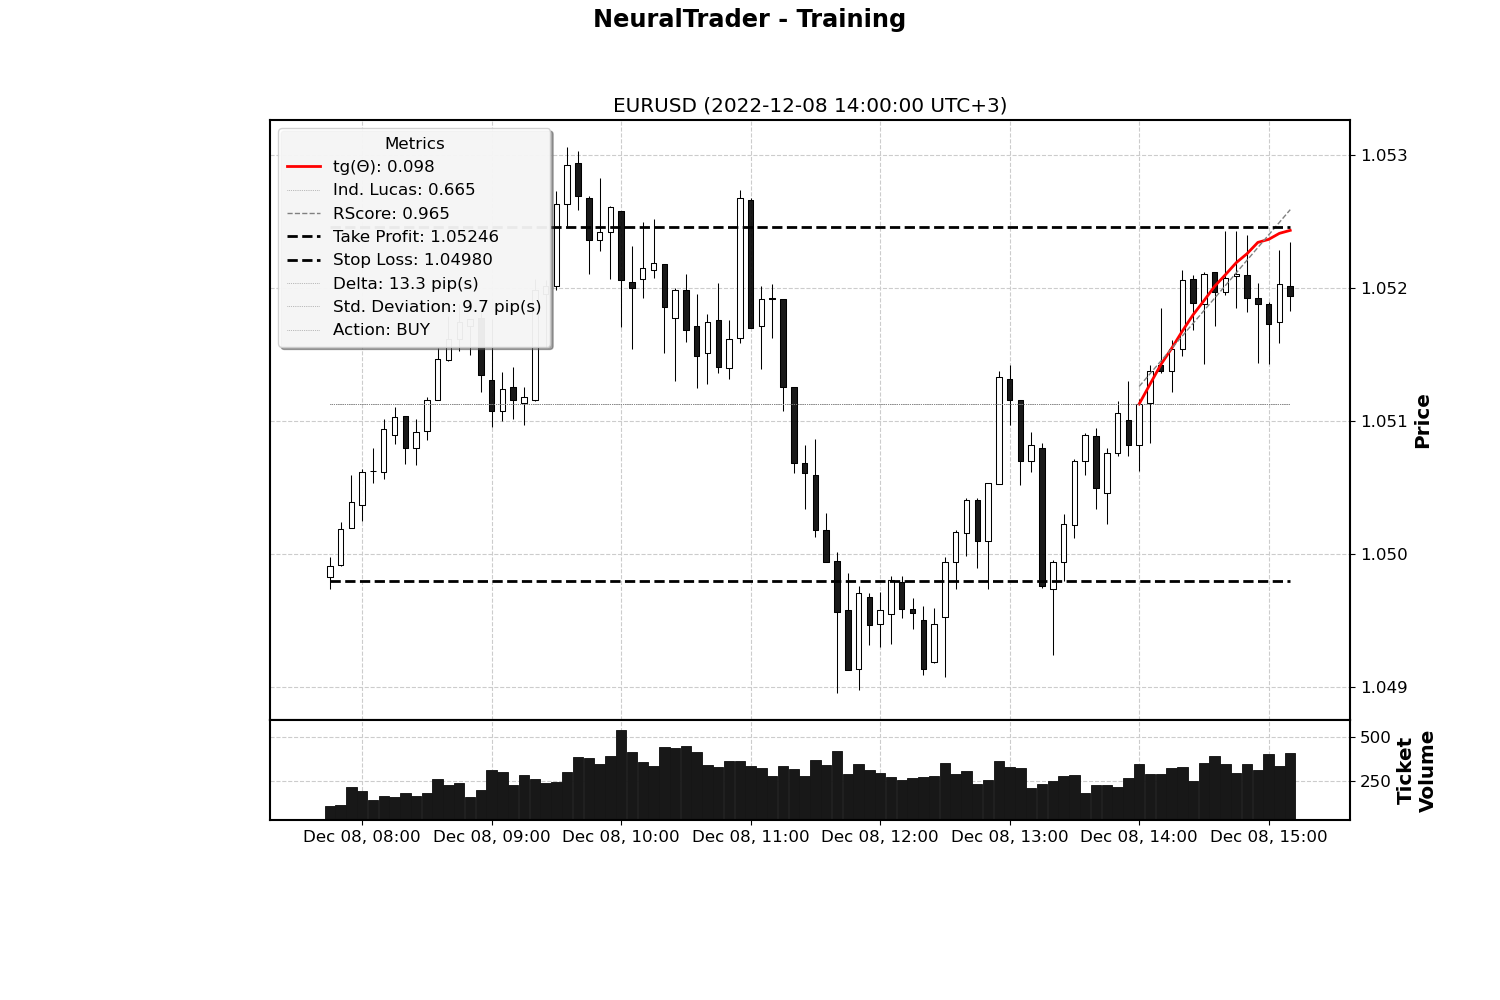 NeuralTrader - Training
EURUSD (2022-12-08 14:00:00 UTC+3)
Metrics
tg(Θ): 0.098
Ind. Lucas: 0.665
RScore: 0.965
Take Profit: 1.05246
Stop Loss: 1.04980
Delta: 13.3 pip(s)
Std. Deviation: 9.7 pip(s)
Action: BUY
1.053
1.052
1.051
1.050
1.049
Price
500
250
Ticket
Volume
Dec 08, 08:00 Dec 08, 09:00 Dec 08, 10:00 Dec 08, 11:00 Dec 08, 12:00 Dec 08, 13:00 Dec 08, 14:00 Dec 08, 15:00